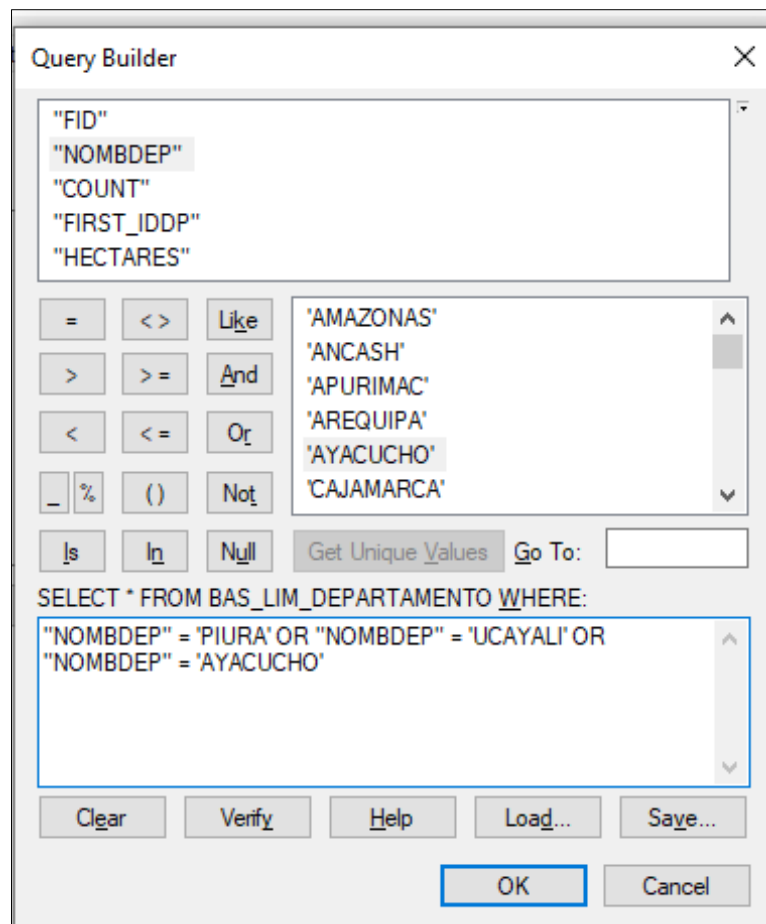 Query Builder
"FID"
"NOMBDEP"
"COUNT"
"FIRST_IDDP"
"HECTARES"
= < > Like
> > = And
< < = Or
_ % ( ) Not
Is In Null
'AMAZONAS'
'ANCASH'
'APURIMAC'
'AREQUIPA'
'AYACUCHO'
'CAJAMARCA'
Get Unique Values Go To:
SELECT * FROM BAS_LIM_DEPARTAMENTO WHERE:
"NOMBDEP" = 'PIURA' OR "NOMBDEP" = 'UCAYALI' OR
"NOMBDEP" = 'AYACUCHO'
Clear Verify Help Load... Save...
OK Cancel